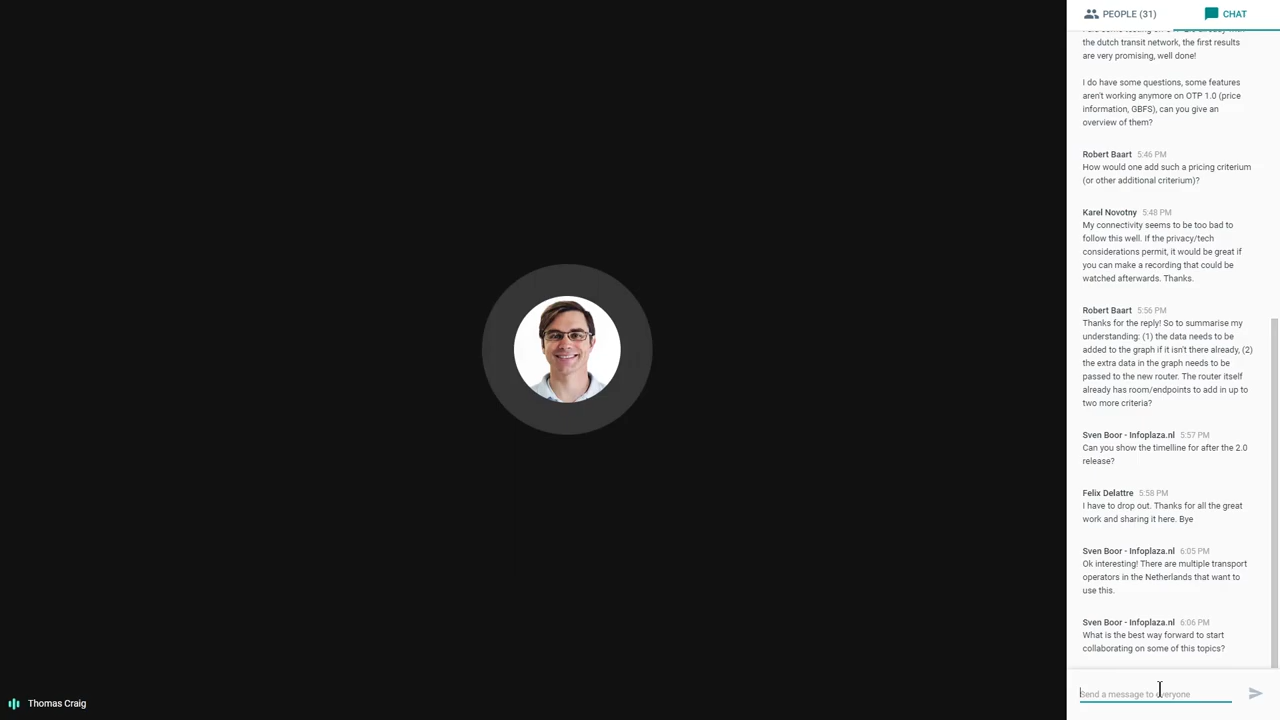 PEOPLE (31)
CHAT
the dutch transit network, the first results
are very promising, well done!
I do have some questions, some features
aren't working anymore on OTP 1.0 (price
information, GBFS), can you give an
overview of them?
Robert Baart 5:46 PM
How would one add such a pricing criterium
(or other additional criterium)?
Karel Novotny 5:48 PM
My connectivity seems to be too bad to
follow this well. If the privacy/tech
considerations permit, it would be great if
you can make a recording that could be
watched afterwards. Thanks.
Robert Baart 5:56 PM
Thanks for the reply! So to summarise my
understanding: (1) the data needs to be
added to the graph if it isn't there already, (2)
the extra data in the graph needs to be
passed to the new router. The router itself
already has room/endpoints to add in up to
two more criteria?
Sven Boor - Infoplaza.nl 5:57 PM
Can you show the timelline for after the 2.0
release?
Felix Delattre 5:58 PM
I have to drop out. Thanks for all the great
work and sharing it here. Bye
Sven Boor - Infoplaza.nl 6:05 PM
Ok interesting! There are multiple transport
operators in the Netherlands that want to
use this.
Sven Boor - Infoplaza.nl 6:06 PM
What is the best way forward to start
collaborating on some of this topics?
Send a message to everyone
Thomas Craig